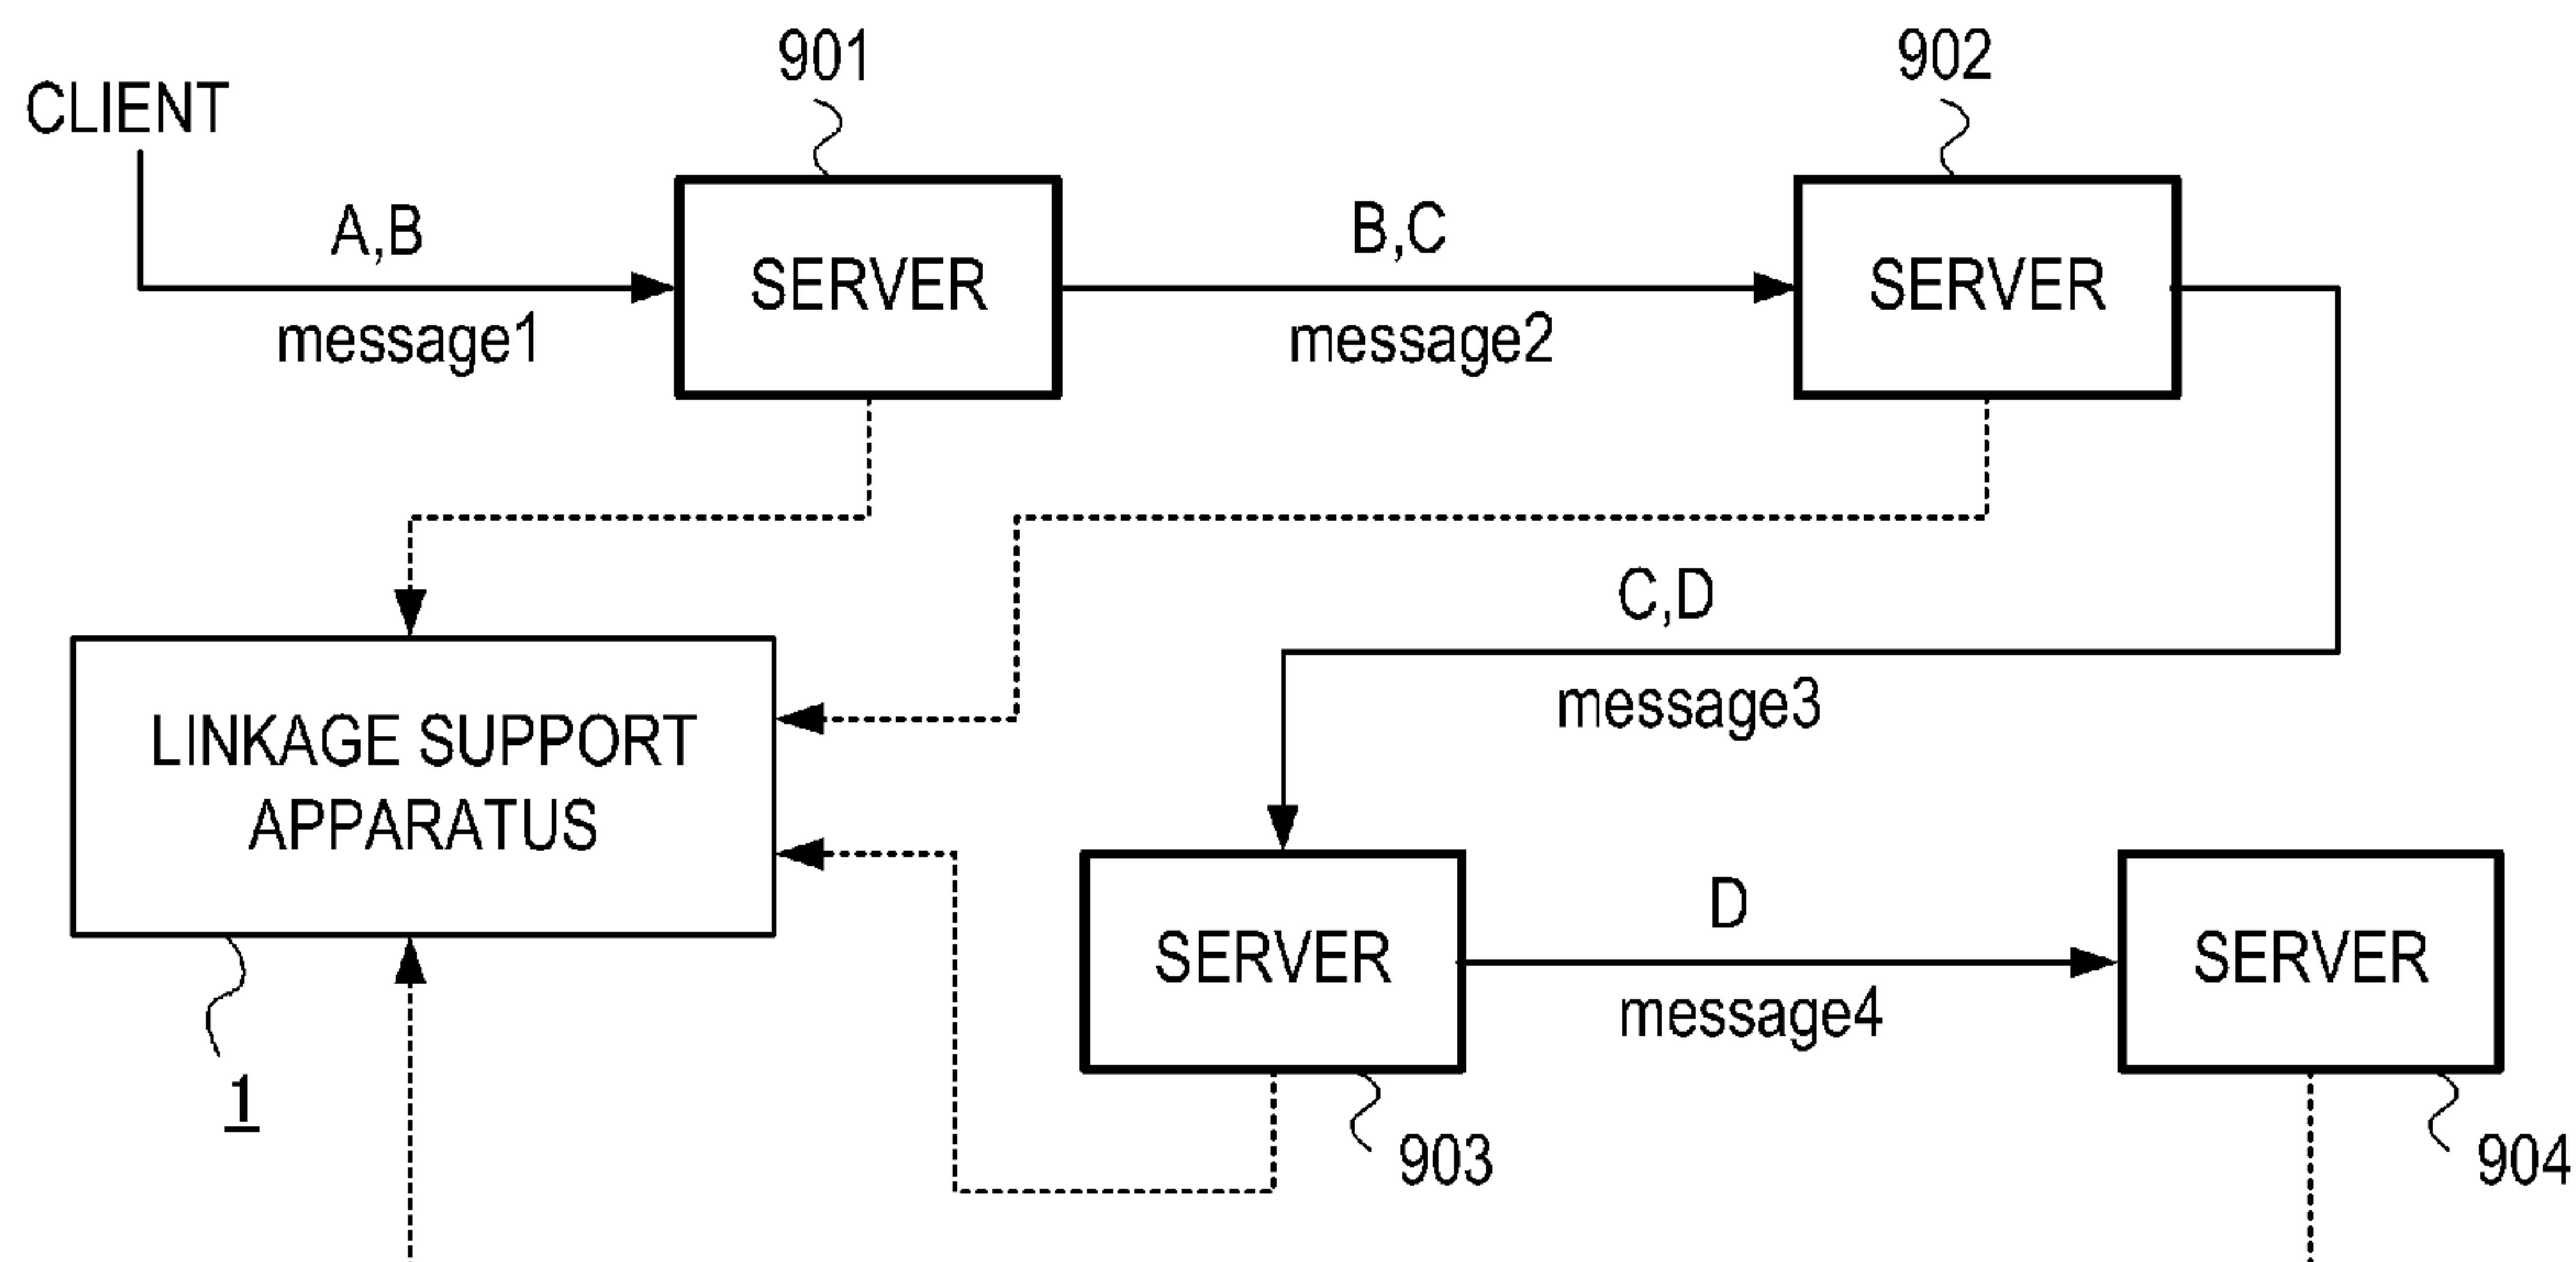 901
902
CLIENT
A,B
B,C
SERVER
SERVER
message1
message2
C,D
message3
LINKAGE SUPPORT
APPARATUS
D
SERVER
SERVER
message4
1
903
904